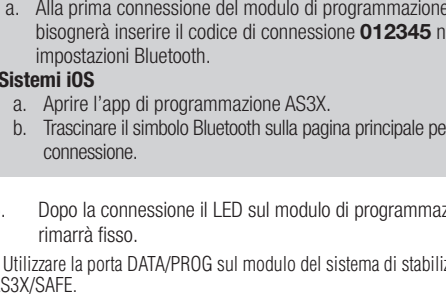 a. Alla prima connessione del modulo di programmazione
bisognerà inserire il codice di connessione 012345 n
impostazioni Bluetooth.
Sistemi iOS
a. Aprire l'app di programmazione AS3X.
b. Trascinare il simbolo Bluetooth sulla pagina principale pe
connessione.
. Dopo la connessione il LED sul modulo di programmaz
rimarrà fisso.
Utilizzare la porta DATA/PROG sul modulo del sistema di stabiliz
S3X/SAFE.